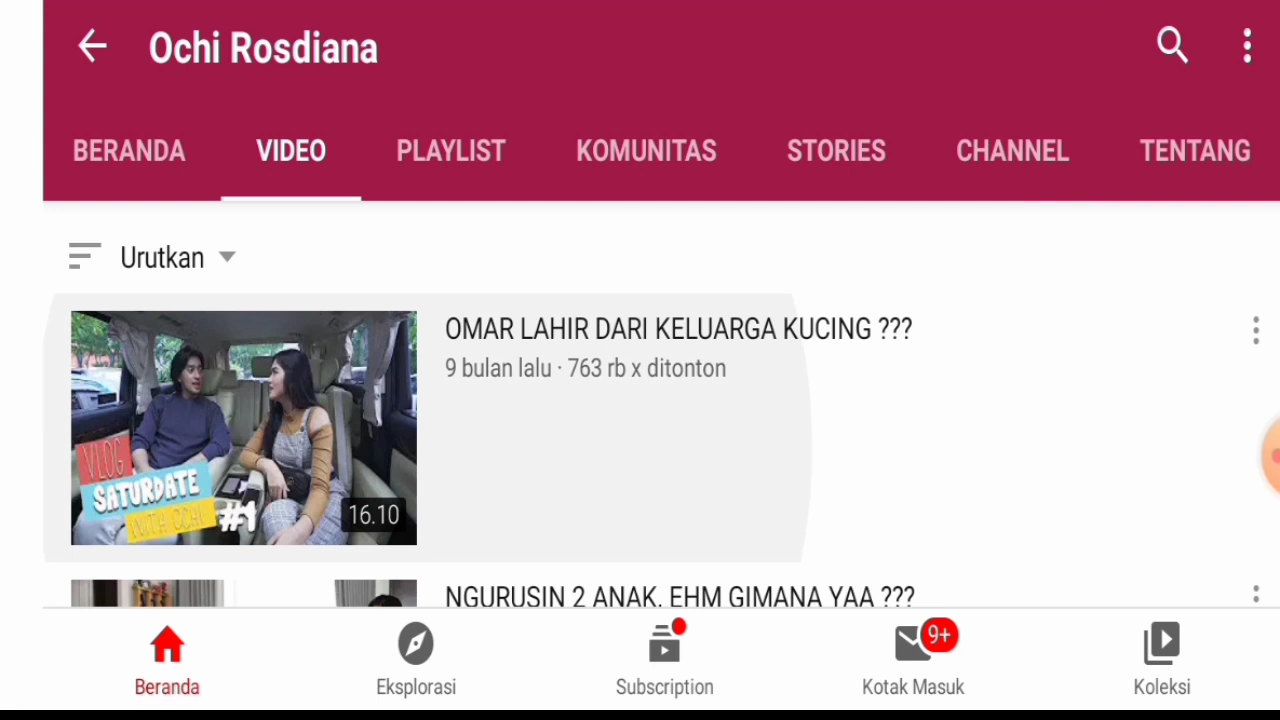 Ochi Rosdiana
BERANDA VIDEO PLAYLIST KOMUNITAS STORIES CHANNEL TENTANG
Urutkan
OMAR LAHIR DARI KELUARGA KUCING ???
9 bulan lalu · 763 rb x ditonton
VLOG
SATURDATE
WITH OCHI
#1
16.10
NGURUSIN 2 ANAK, EHM GIMANA YAA ???
9+
Beranda Eksplorasi Subscription Kotak Masuk Koleksi